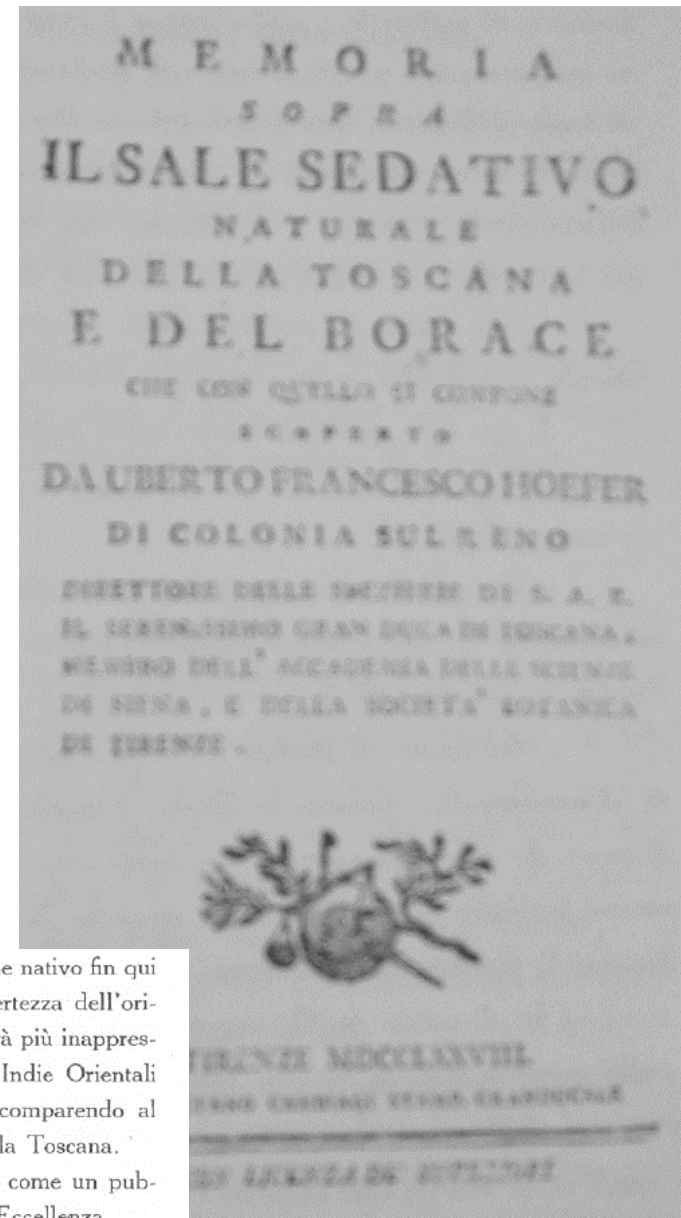 MEMORIA
SOPRA
IL SALE SEDATIVO
NATURALE
DELLA TOSCANA
E DEL BORACE
CHE CON QUELLO SI COMPONE
SCOPERTO
DA UBERTO FRANCESCO HOEFER
DI COLONIA SUL RENO
DIRETTORE DELLE SPEZIERIE DI S. A. R.
IL SERENISSIMO GRAN DUCA DI TOSCANA,
MEMBRO DELL' ACCADEMIA DELLE SCIENZE
DI SIENA, E DELLA SOCIETA' BOTANICA
DI FIRENZE.
e nativo fin qui
ertezza dell'ori-
à più inappres-
Indie Orientali
comparendo al
la Toscana.
come un pub-
Eccellenza
FIRENZE MDCCLXXVIII.